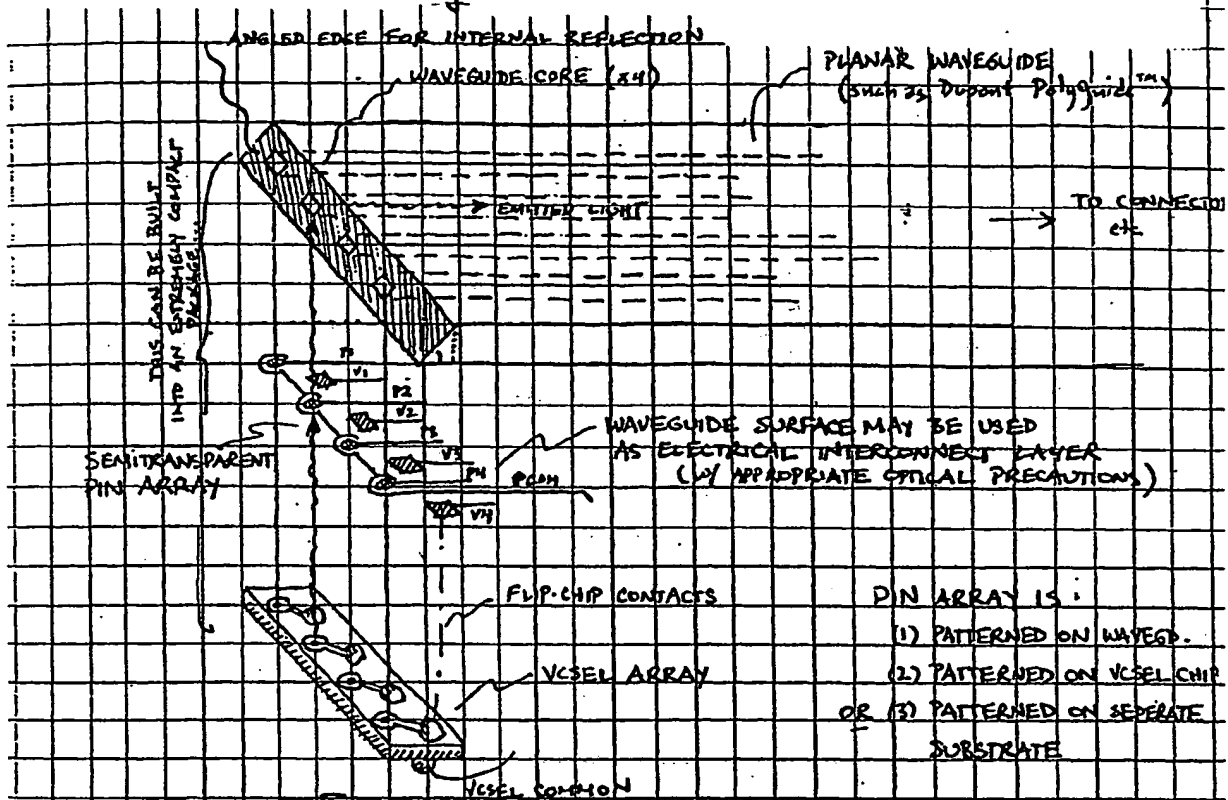 ANGLED EDGE FOR INTERNAL REFLECTION
WAVEGUIDE CORE (x4)
PLANAR WAVEGUIDE
(such as Dupont Polyguide™)
THIS CAN BE BUILT
INTO AN EXTREMELY COMPACT
PACKAGE
EMITTED LIGHT
TO CONNECTOR
etc
P1
V1
P2
V2
P3
V3
P4
PCOM
V4
SEMITRANSPARENT
PIN ARRAY
WAVEGUIDE SURFACE MAY BE USED
AS ELECTRICAL INTERCONNECT LAYER
(W/ APPROPRIATE OPTICAL PRECAUTIONS)
FLIP-CHIP CONTACTS
VCSEL ARRAY
VCSEL COMMON
PIN ARRAY IS:
(1) PATTERNED ON WAVEGD.
(2) PATTERNED ON VCSEL CHIP
OR (3) PATTERNED ON SEPERATE
SUBSTRATE